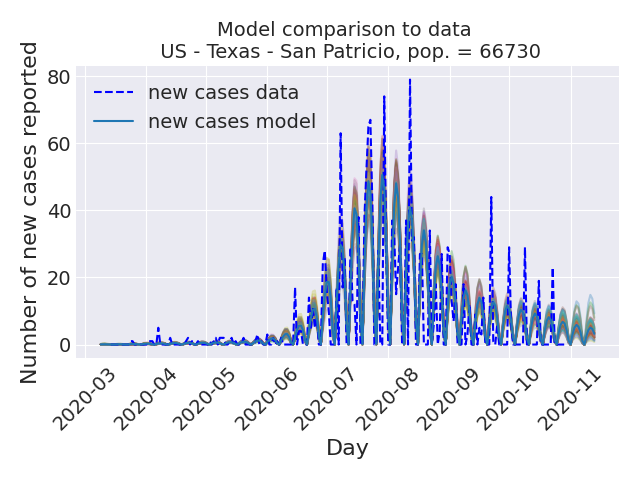 Model comparison to data
US - Texas - San Patricio, pop. = 66730
Number of new cases reported
80
60
40
20
0
new cases data
new cases model
2020-03
2020-04
2020-05
2020-06
2020-07
2020-08
2020-09
2020-10
2020-11
Day